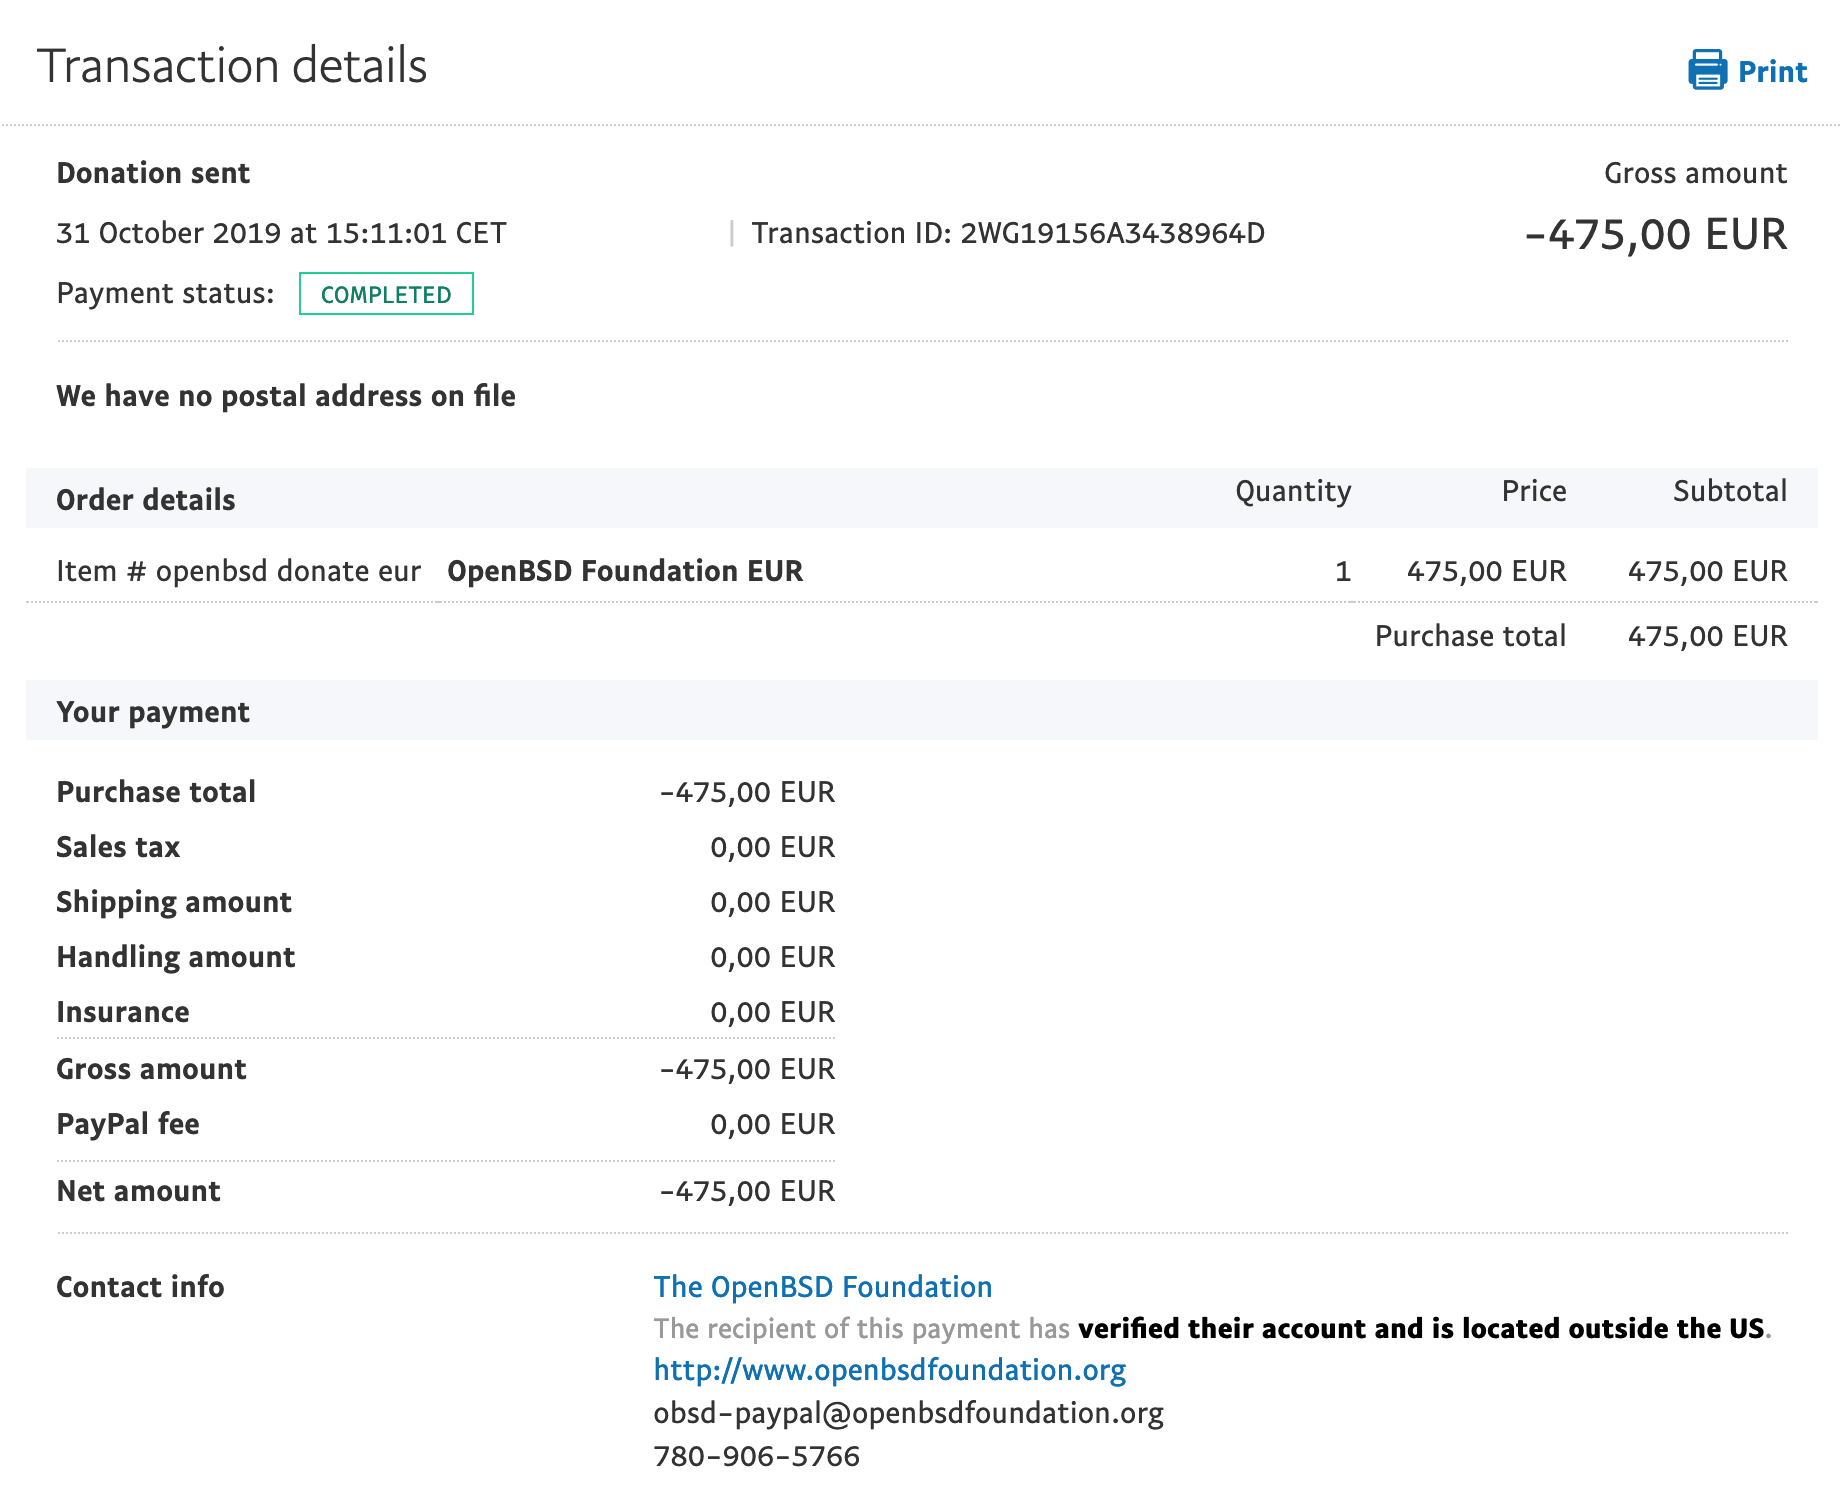 Transaction details
Print
Donation sent
Gross amount
31 October 2019 at 15:11:01 CET | Transaction ID: 2WG19156A3438964D
-475,00 EUR
Payment status: COMPLETED
We have no postal address on file
Order details Quantity Price Subtotal
Item # openbsd donate eur OpenBSD Foundation EUR 1 475,00 EUR 475,00 EUR
Purchase total 475,00 EUR
Your payment
Purchase total -475,00 EUR
Sales tax 0,00 EUR
Shipping amount 0,00 EUR
Handling amount 0,00 EUR
Insurance 0,00 EUR
Gross amount -475,00 EUR
PayPal fee 0,00 EUR
Net amount -475,00 EUR
Contact info The OpenBSD Foundation
The recipient of this payment has verified their account and is located outside the US.
http://www.openbsdfoundation.org
obsd-paypal@openbsdfoundation.org
780-906-5766